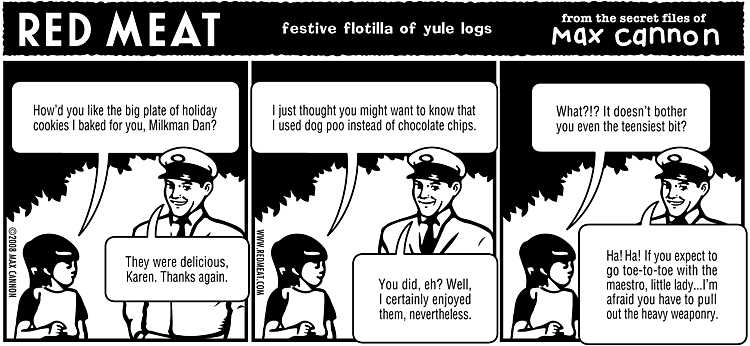 RED MEAT
festive flotilla of yule logs
from the secret files of
Max cannon
How'd you like the big plate of holiday
cookies I baked for you, Milkman Dan?
They were delicious,
Karen. Thanks again.
©2008 MAX CANNON
I just thought you might want to know that
I used dog poo instead of chocolate chips.
You did, eh? Well,
I certainly enjoyed
them, nevertheless.
WWW.REDMEAT.COM
What?!? It doesn't bother
you even the teensiest bit?
Ha! Ha! If you expect to
go toe-to-toe with the
maestro, little lady...I'm
afraid you have to pull
out the heavy weaponry.